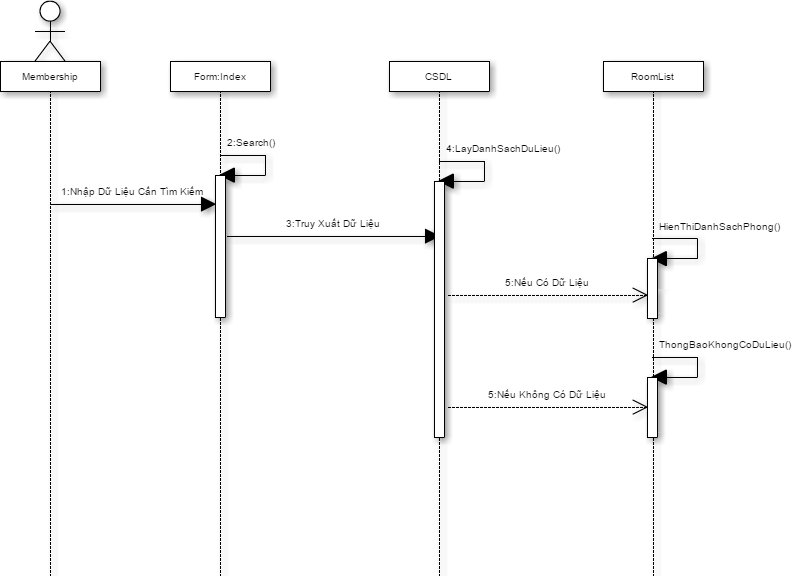 Membership
Form:Index
CSDL
RoomList
2:Search()
4:LayDanhSachDuLieu()
1:Nhập Dữ Liệu Cần Tìm Kiếm
3:Truy Xuất Dữ Liệu
HienThiDanhSachPhong()
5:Nếu Có Dữ Liệu
ThongBaoKhongCoDuLieu()
5:Nếu Không Có Dữ Liệu